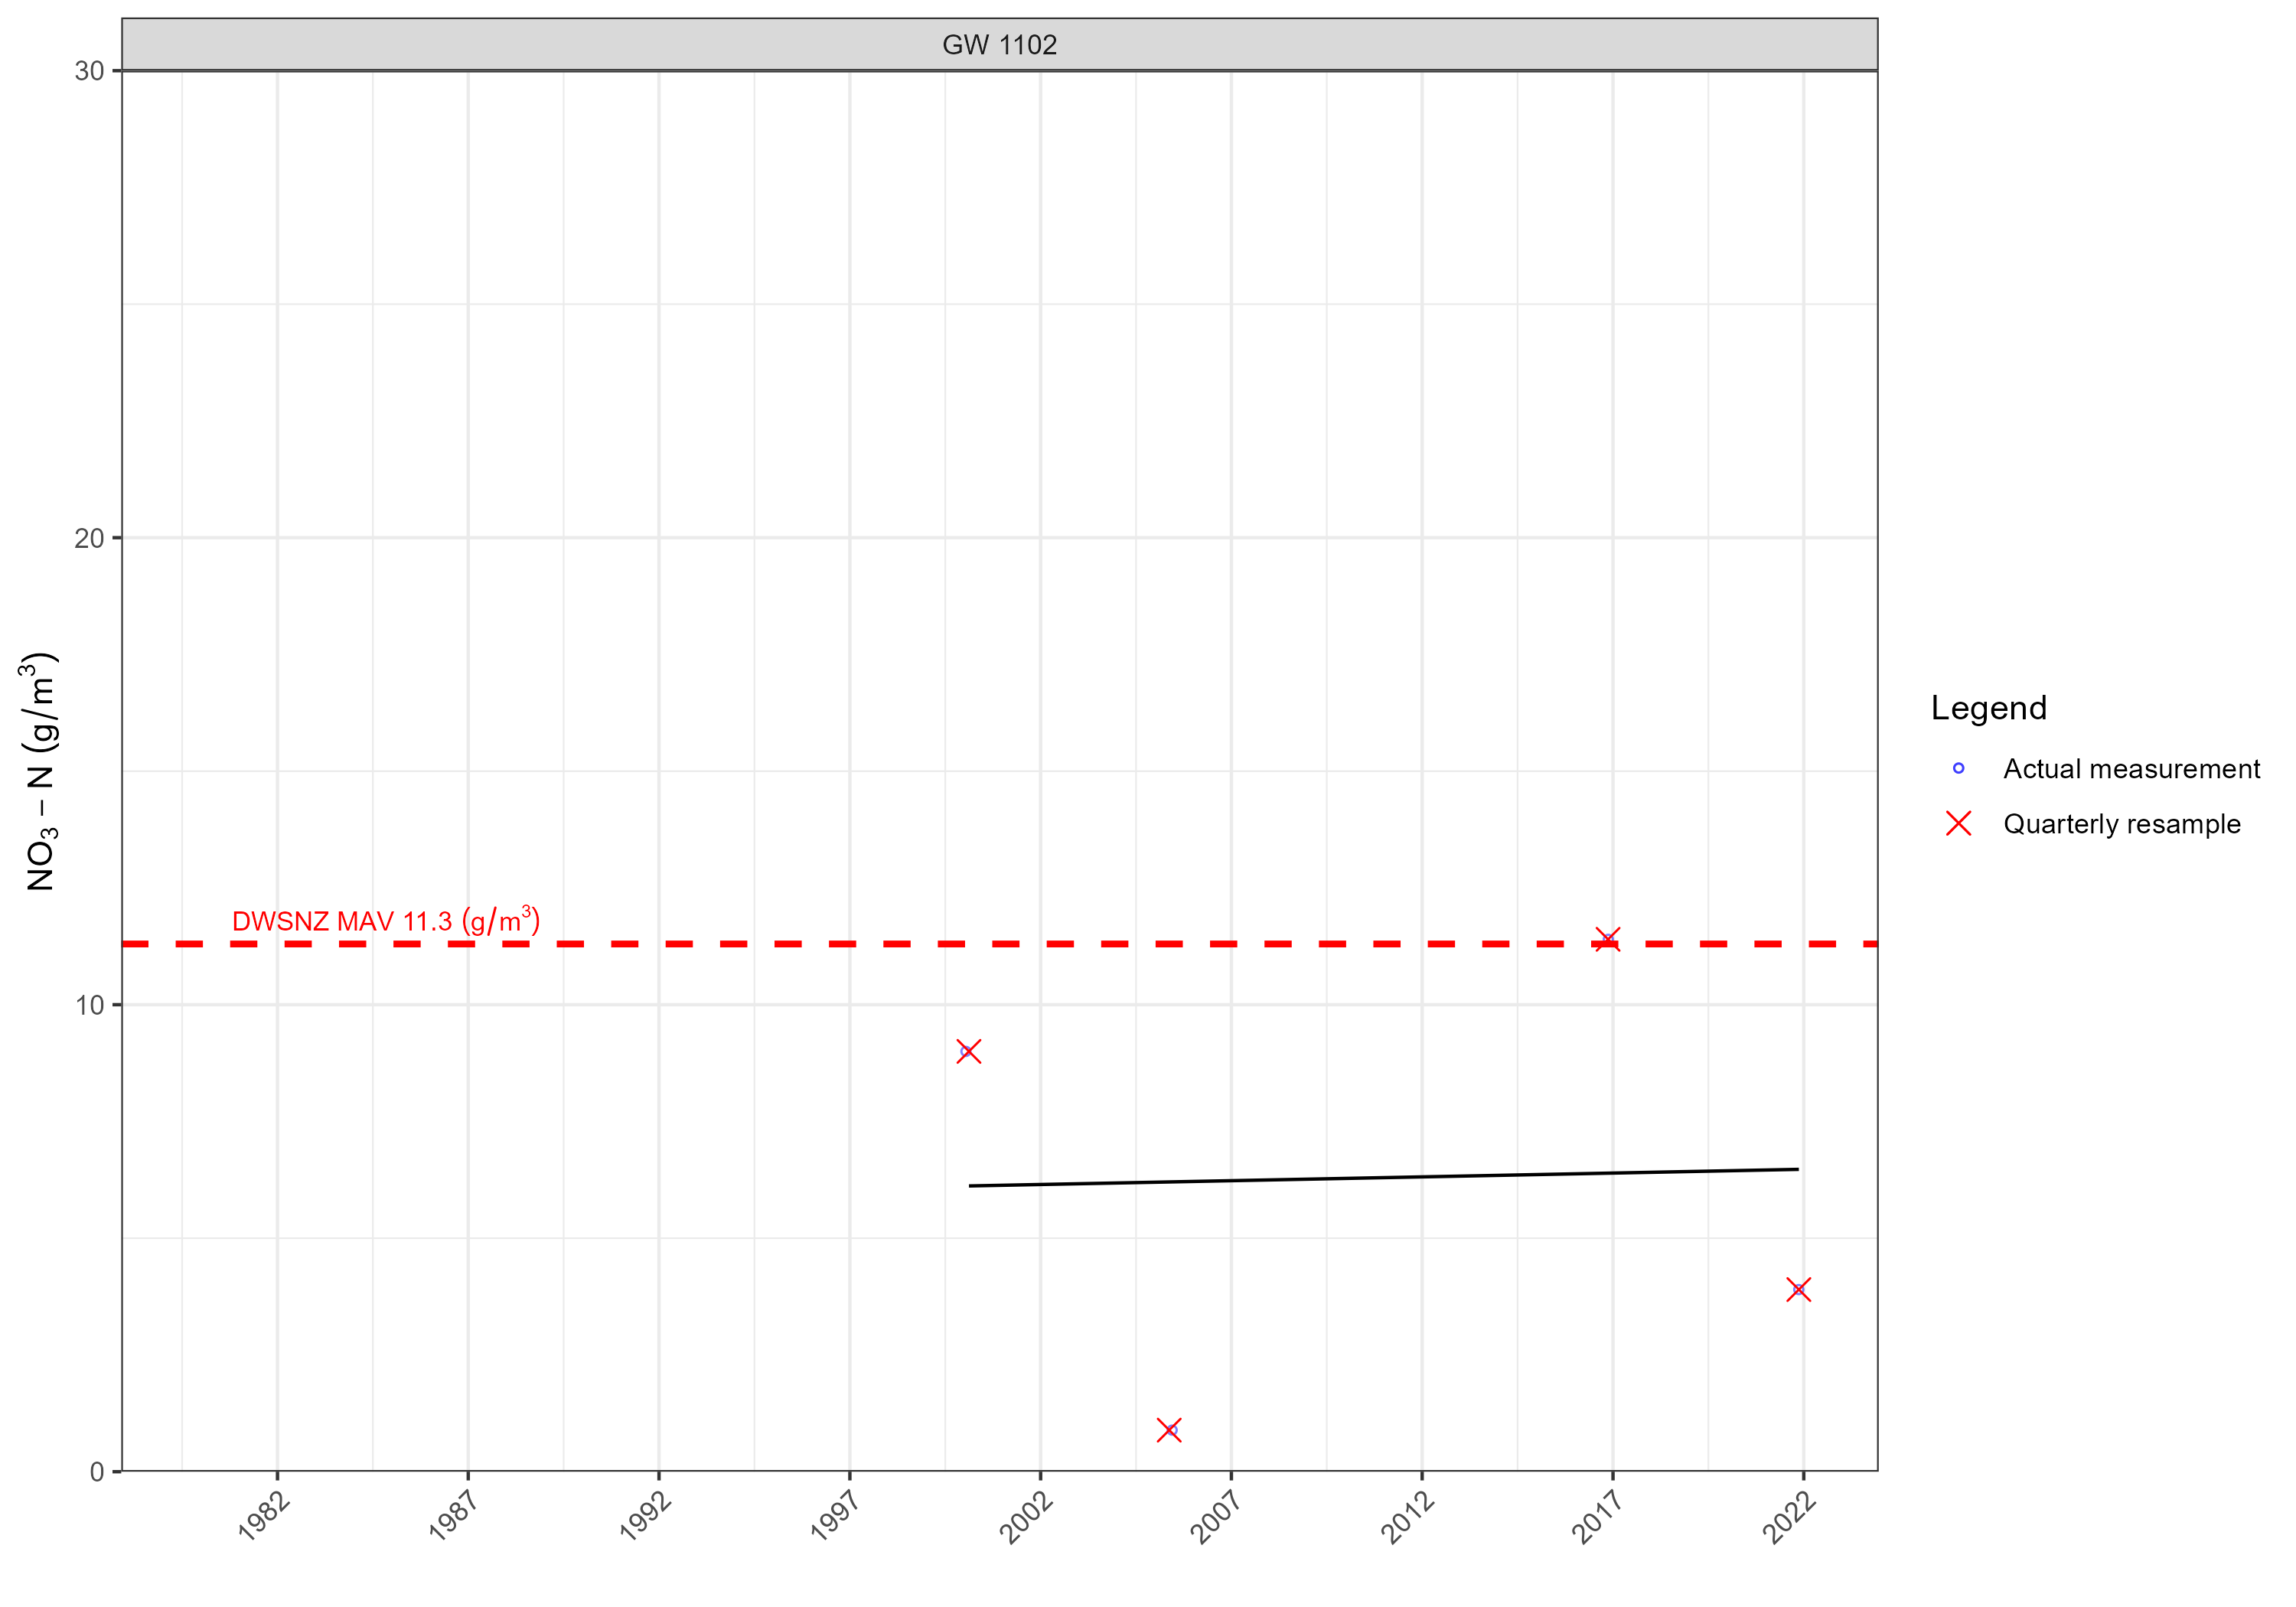 GW 1102
30
20
10
0
NO₃ – N (g/m³)
DWSNZ MAV 11.3 (g/m³)
1982
1987
1992
1997
2002
2007
2012
2017
2022
Legend
Actual measurement
Quarterly resample